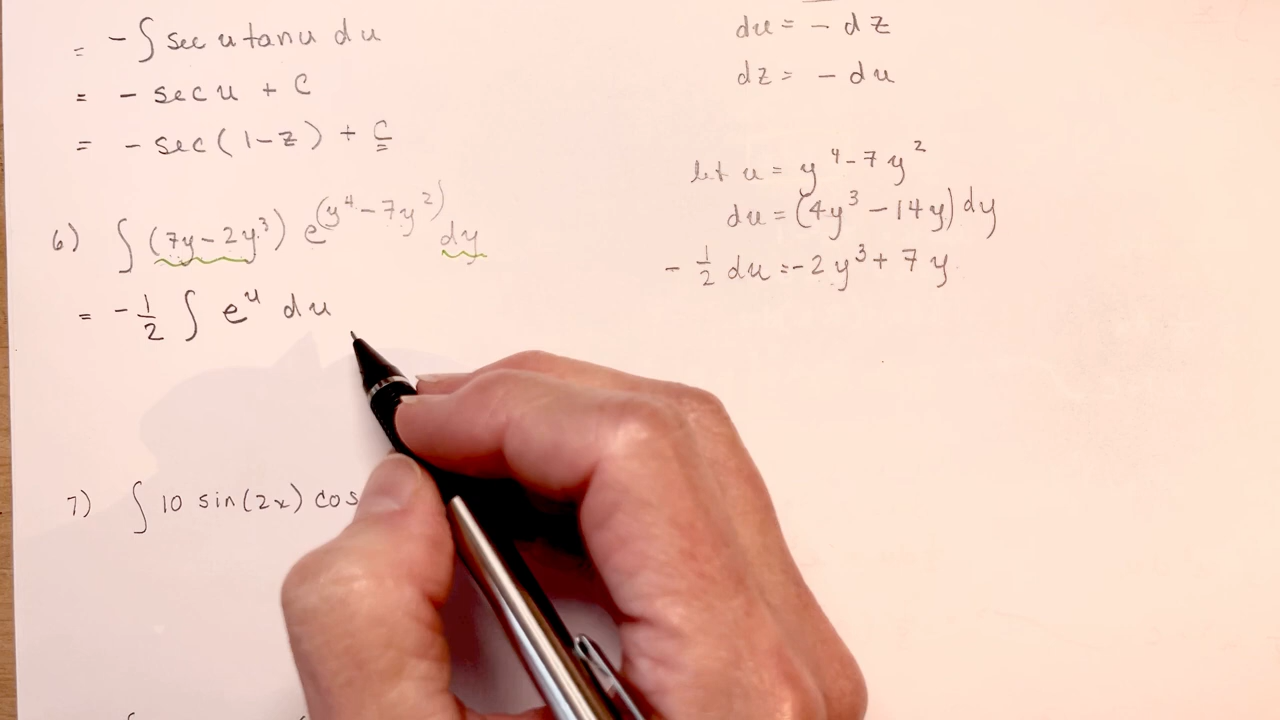 = - ∫ sec u tan u du
= - sec u + C
= - sec(1-z) + C
du = - dz
dz = - du
6) ∫ (7y-2y³) e^(y⁴-7y²) dy
= -1/2 ∫ e^u du
let u = y⁴-7y²
du = (4y³-14y) dy
-1/2 du = -2y³+7y
7) ∫ 10 sin(2x) cos